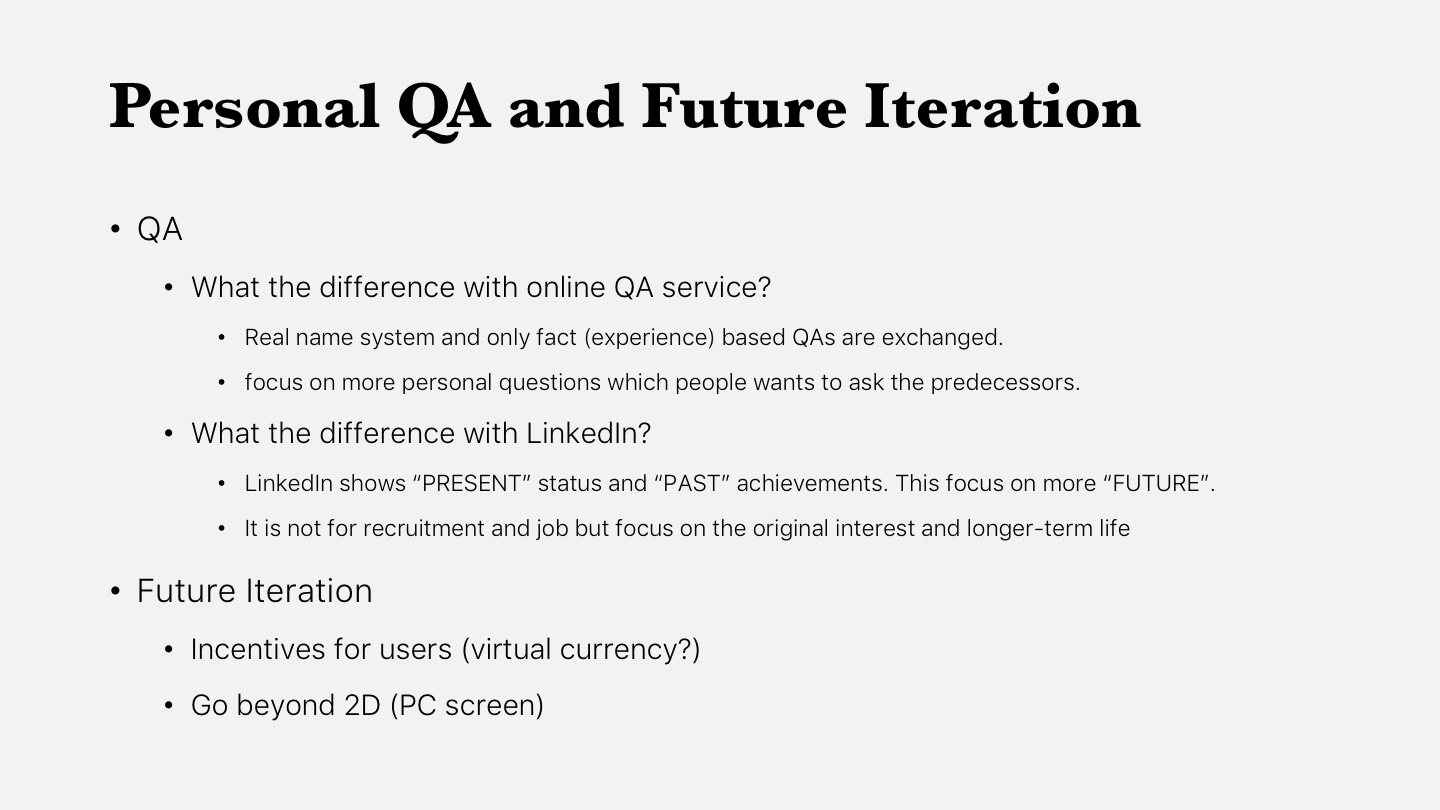 Personal QA and Future Iteration
• QA
• What the difference with online QA service?
• Real name system and only fact (experience) based QAs are exchanged.
• focus on more personal questions which people wants to ask the predecessors.
• What the difference with LinkedIn?
• LinkedIn shows “PRESENT” status and “PAST” achievements. This focus on more “FUTURE”.
• It is not for recruitment and job but focus on the original interest and longer-term life
• Future Iteration
• Incentives for users (virtual currency?)
• Go beyond 2D (PC screen)